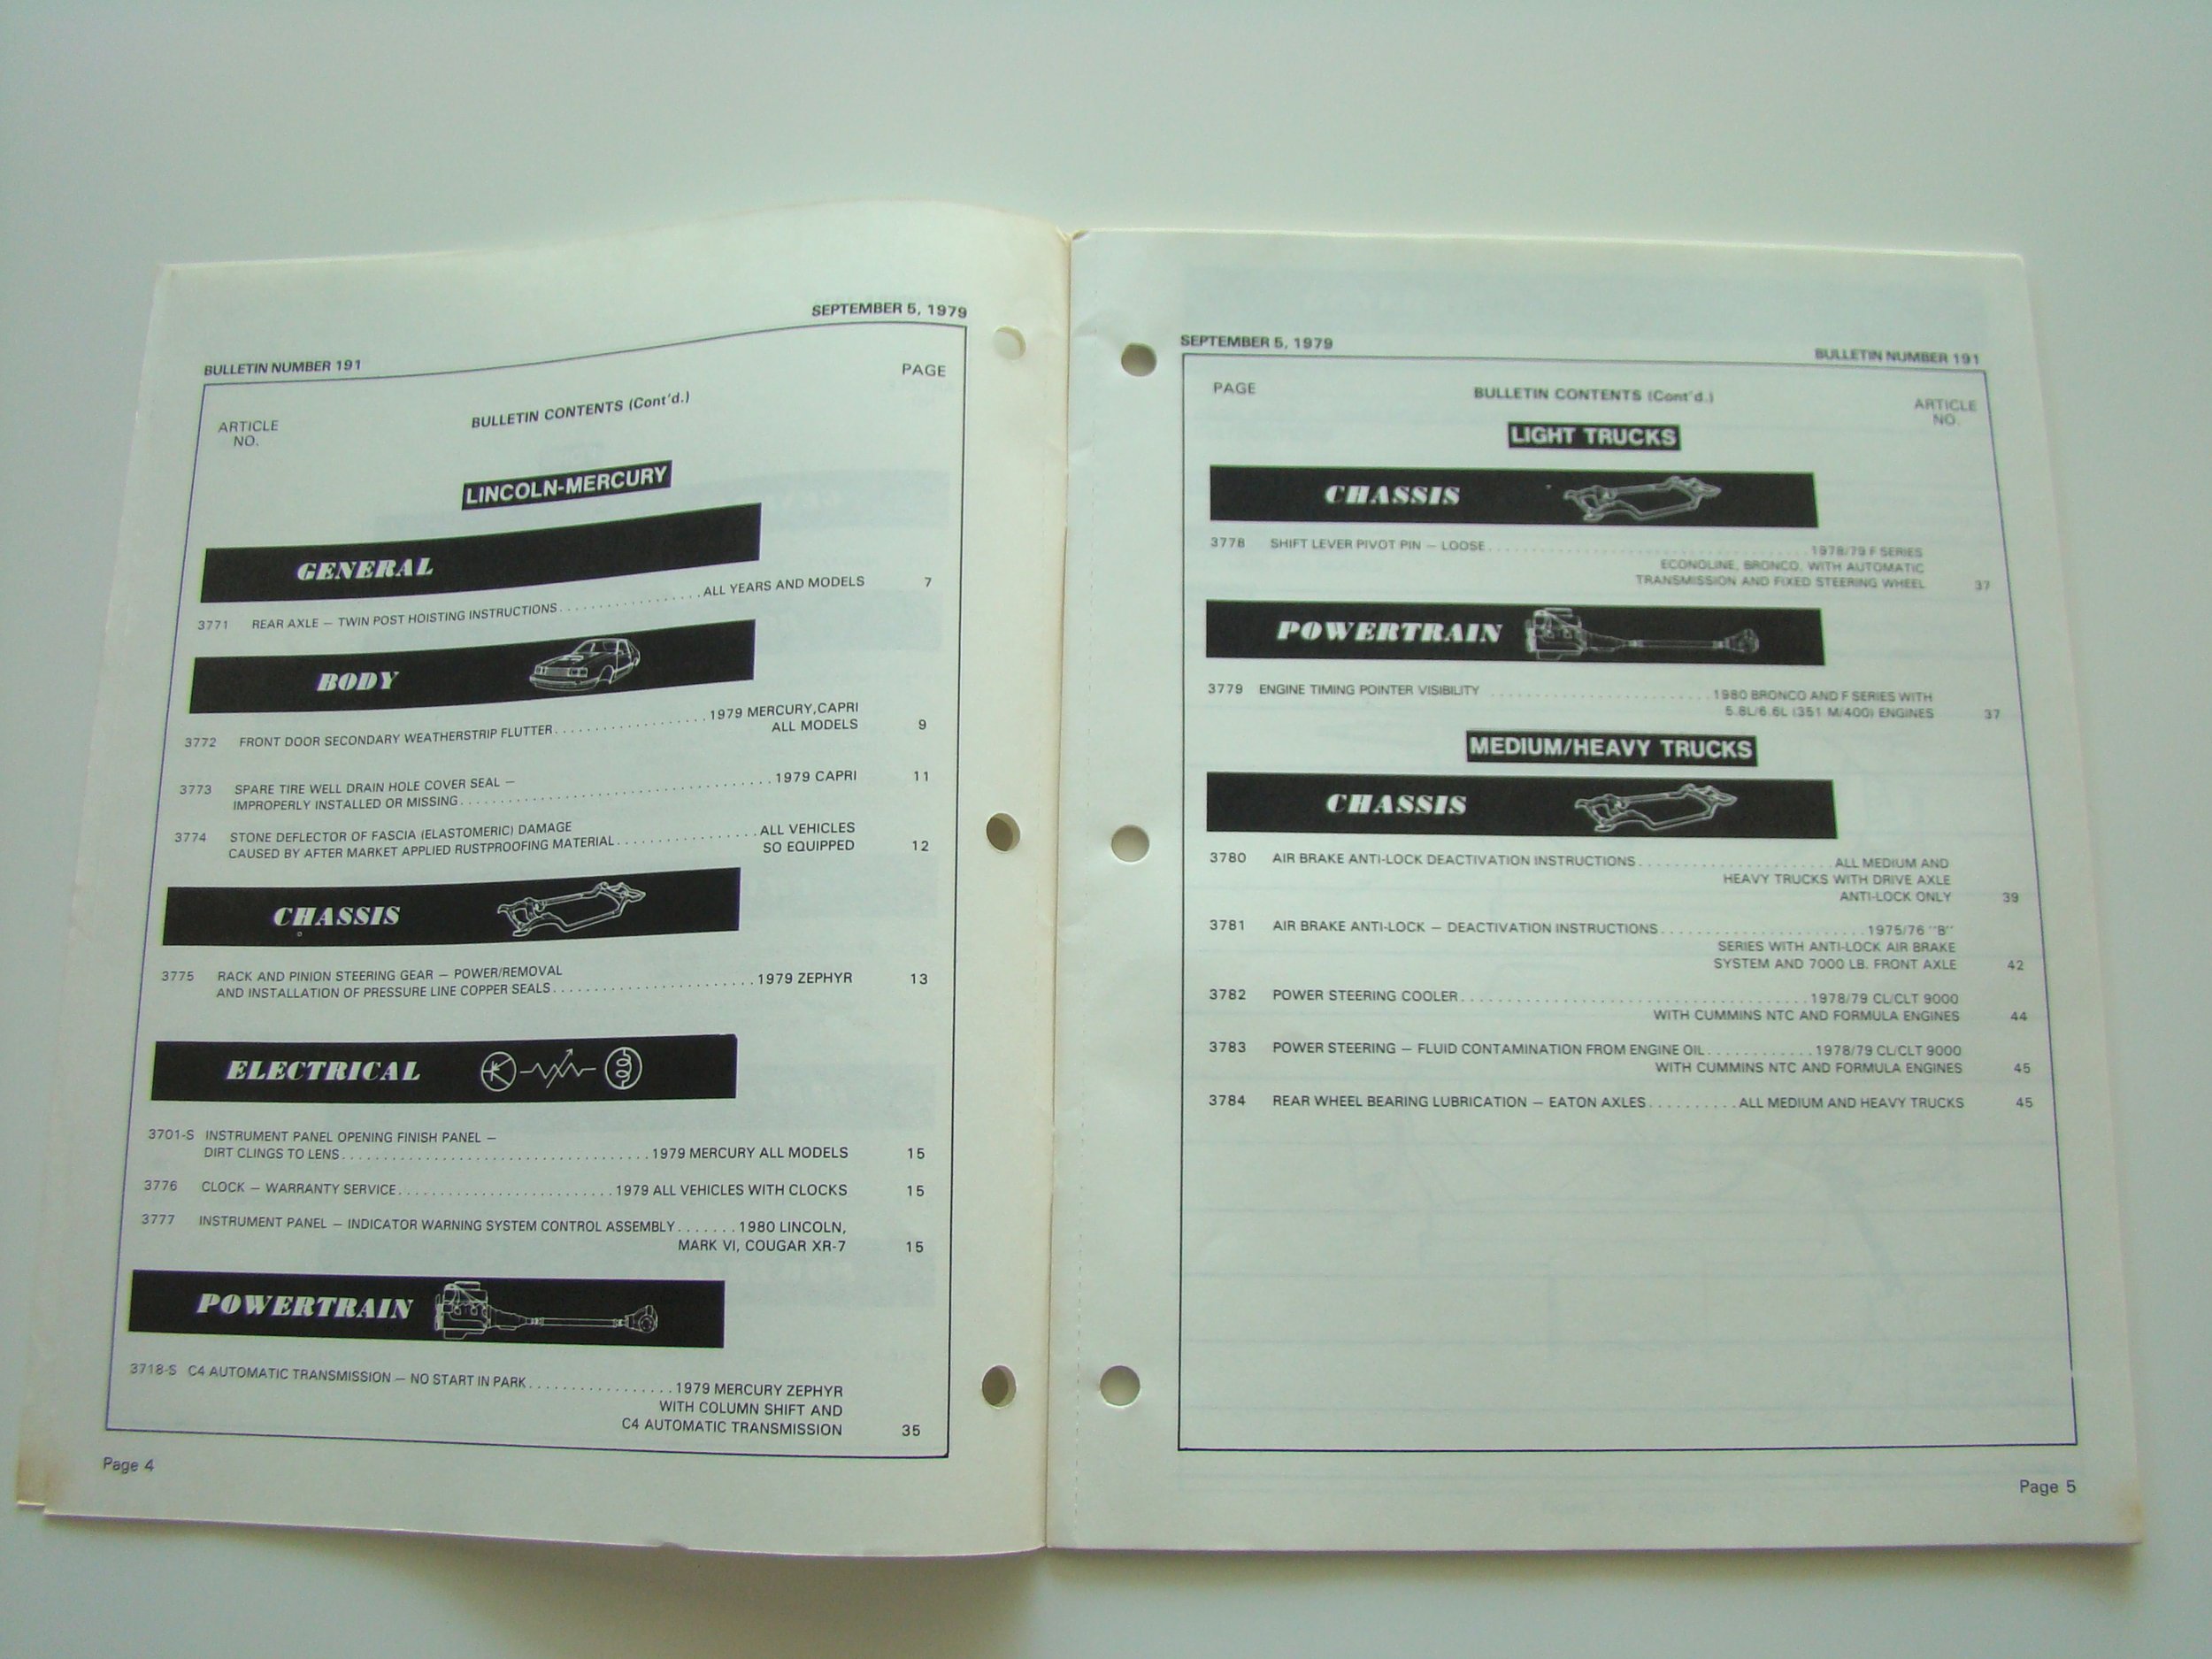 SEPTEMBER 5, 1979
BULLETIN NUMBER 191
PAGE
BULLETIN CONTENTS (Cont'd.)
ARTICLE
NO.
LINCOLN-MERCURY
GENERAL
3771 REAR AXLE — TWIN POST HOISTING INSTRUCTIONS. . . . . . . . . . . . . . . . . .ALL YEARS AND MODELS 7
BODY
3772 FRONT DOOR SECONDARY WEATHERSTRIP FLUTTER. . . . . . . . . . . . . . . . . . . .1979 MERCURY,CAPRI
ALL MODELS 9
3773 SPARE TIRE WELL DRAIN HOLE COVER SEAL —
IMPROPERLY INSTALLED OR MISSING. . . . . . . . . . . . . . . . . . . . . . . . . . . . . . . . . . . . . . . .1979 CAPRI 11
3774 STONE DEFLECTOR OF FASCIA (ELASTOMERIC) DAMAGE
CAUSED BY AFTER MARKET APPLIED RUSTPROOFING MATERIAL. . . . . . . . . . . . . . . . . .ALL VEHICLES
SO EQUIPPED 12
CHASSIS
3775 RACK AND PINION STEERING GEAR — POWER/REMOVAL
AND INSTALLATION OF PRESSURE LINE COPPER SEALS. . . . . . . . . . . . . . . . . . . . . . . . . .1979 ZEPHYR 13
ELECTRICAL
3701-S INSTRUMENT PANEL OPENING FINISH PANEL —
DIRT CLINGS TO LENS. . . . . . . . . . . . . . . . . . . . . . . . . . . . . . . . . . . . . . .1979 MERCURY ALL MODELS 15
3776 CLOCK — WARRANTY SERVICE. . . . . . . . . . . . . . . . . . . . . . . . . . .1979 ALL VEHICLES WITH CLOCKS 15
3777 INSTRUMENT PANEL — INDICATOR WARNING SYSTEM CONTROL ASSEMBLY. . . . . . .1980 LINCOLN,
MARK VI, COUGAR XR-7 15
POWERTRAIN
3718-S C4 AUTOMATIC TRANSMISSION — NO START IN PARK. . . . . . . . . . . . . . . . . .1979 MERCURY ZEPHYR
WITH COLUMN SHIFT AND
C4 AUTOMATIC TRANSMISSION 35
Page 4
SEPTEMBER 5, 1979
BULLETIN NUMBER 191
PAGE
BULLETIN CONTENTS (Cont'd.)
ARTICLE
NO.
LIGHT TRUCKS
CHASSIS
3778 SHIFT LEVER PIVOT PIN — LOOSE. . . . . . . . . . . . . . . . . . . . . . . . . . . . . . . . . . . . . . . .1978/79 F SERIES
ECONOLINE, BRONCO, WITH AUTOMATIC
TRANSMISSION AND FIXED STEERING WHEEL 37
POWERTRAIN
3779 ENGINE TIMING POINTER VISIBILITY . . . . . . . . . . . . . . . . . . . . . . . . . . . .1980 BRONCO AND F SERIES WITH
5.8L/6.6L (351 M/400) ENGINES 37
MEDIUM/HEAVY TRUCKS
CHASSIS
3780 AIR BRAKE ANTI-LOCK DEACTIVATION INSTRUCTIONS. . . . . . . . . . . . . . . . . . . . . . . .ALL MEDIUM AND
HEAVY TRUCKS WITH DRIVE AXLE
ANTI-LOCK ONLY 39
3781 AIR BRAKE ANTI-LOCK — DEACTIVATION INSTRUCTIONS. . . . . . . . . . . . . . . . . . . . . . . . .1975/76 "B"
SERIES WITH ANTI-LOCK AIR BRAKE
SYSTEM AND 7000 LB. FRONT AXLE 42
3782 POWER STEERING COOLER. . . . . . . . . . . . . . . . . . . . . . . . . . . . . . . . . . . . . . . . . .1978/79 CL/CLT 9000
WITH CUMMINS NTC AND FORMULA ENGINES 44
3783 POWER STEERING — FLUID CONTAMINATION FROM ENGINE OIL. . . . . . . . . . . .1978/79 CL/CLT 9000
WITH CUMMINS NTC AND FORMULA ENGINES 45
3784 REAR WHEEL BEARING LUBRICATION — EATON AXLES. . . . . . . . . .ALL MEDIUM AND HEAVY TRUCKS 45
Page 5